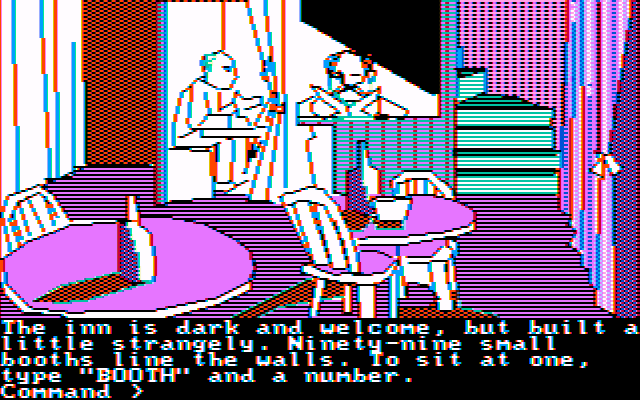 The inn is dark and welcome, but built a
little strangely. Ninety-nine small
booths line the walls. To sit at one,
type "BOOTH" and a number.
Command >